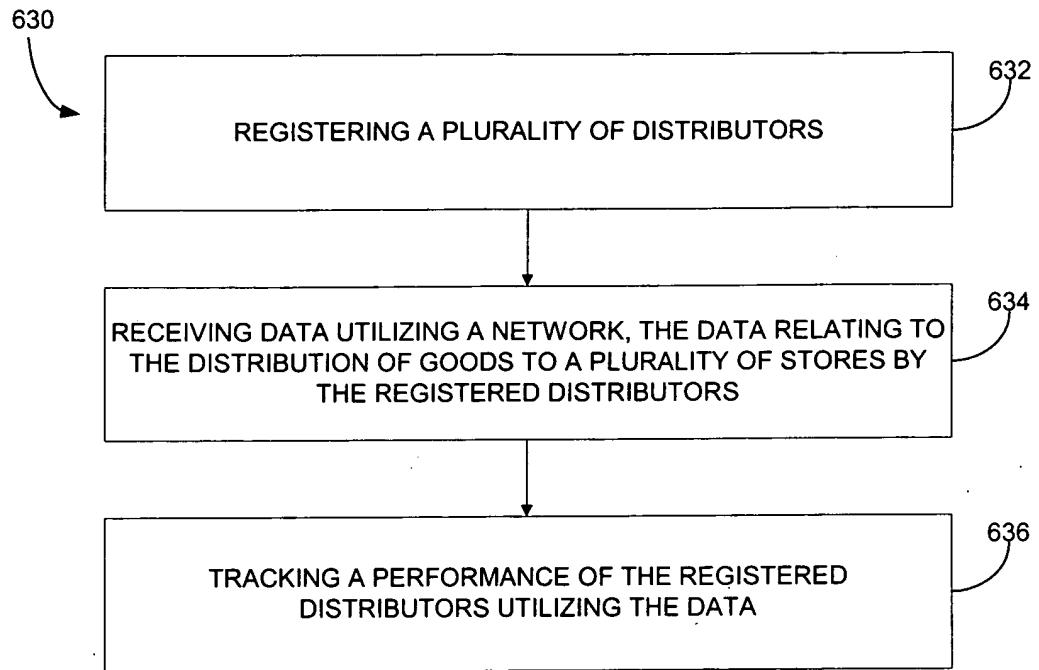 630
632
REGISTERING A PLURALITY OF DISTRIBUTORS
634
RECEIVING DATA UTILIZING A NETWORK, THE DATA RELATING TO
THE DISTRIBUTION OF GOODS TO A PLURALITY OF STORES BY
THE REGISTERED DISTRIBUTORS
636
TRACKING A PERFORMANCE OF THE REGISTERED
DISTRIBUTORS UTILIZING THE DATA